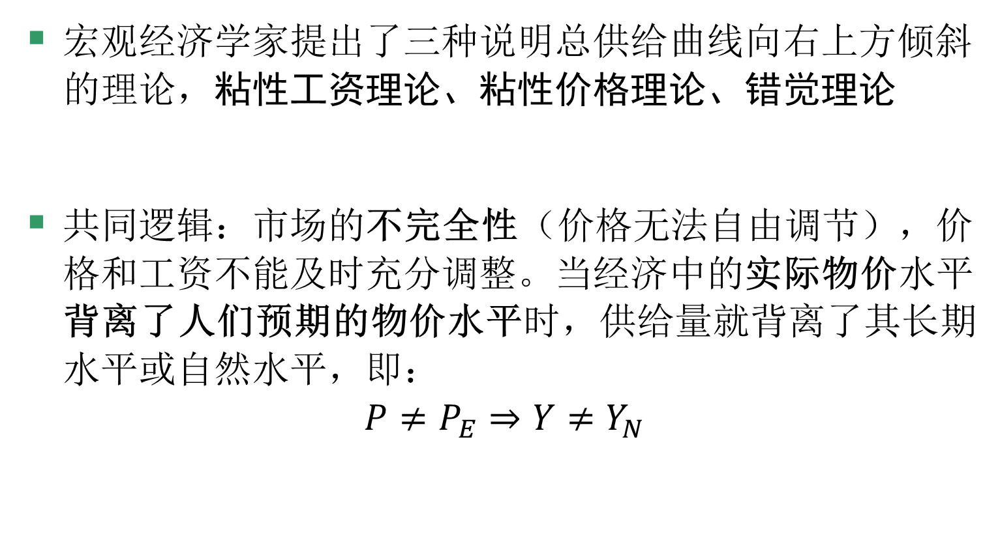 ▪ 宏观经济学家提出了三种说明总供给曲线向右上方倾斜
的理论，粘性工资理论、粘性价格理论、错觉理论
▪ 共同逻辑：市场的不完全性（价格无法自由调节），价
格和工资不能及时充分调整。当经济中的实际物价水平
背离了人们预期的物价水平时，供给量就背离了其长期
水平或自然水平，即：
P ≠ P_E ⇒ Y ≠ Y_N